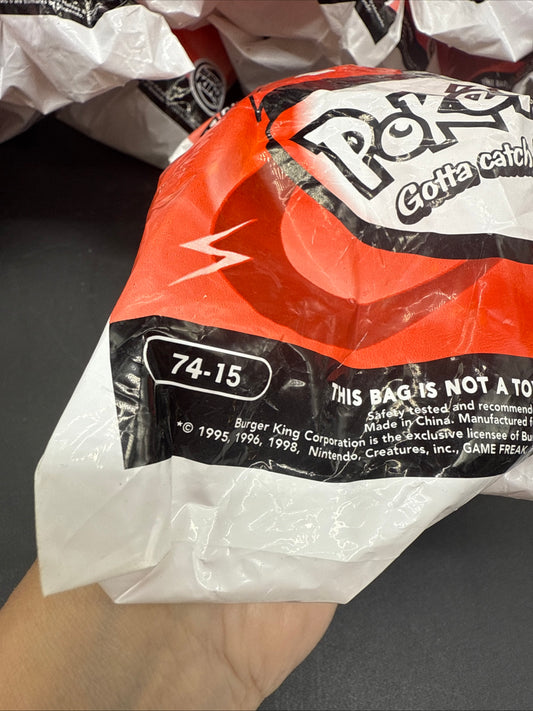 Poké
Gotta catch
74-15
THIS BAG IS NOT A TO
Safety tested and recommend
Made in China. Manufactured f
Burger King Corporation is the exclusive licensee of Bu
*© 1995, 1996, 1998, Nintendo, Creatures, inc., GAME FREAK